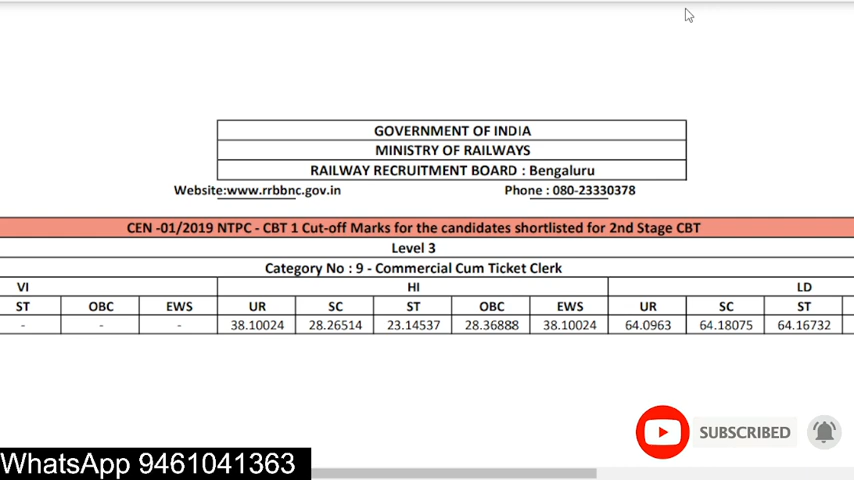 GOVERNMENT OF INDIA
MINISTRY OF RAILWAYS
RAILWAY RECRUITMENT BOARD : Bengaluru
Website:www.rrbbnc.gov.in Phone : 080-23330378
CEN -01/2019 NTPC - CBT 1 Cut-off Marks for the candidates shortlisted for 2nd Stage CBT
Level 3
Category No : 9 - Commercial Cum Ticket Clerk
VI HI LD
ST OBC EWS UR SC ST OBC EWS UR SC ST
- - - 38.10024 28.26514 23.14537 28.36888 38.10024 64.0963 64.18075 64.16732
SUBSCRIBED
WhatsApp 9461041363